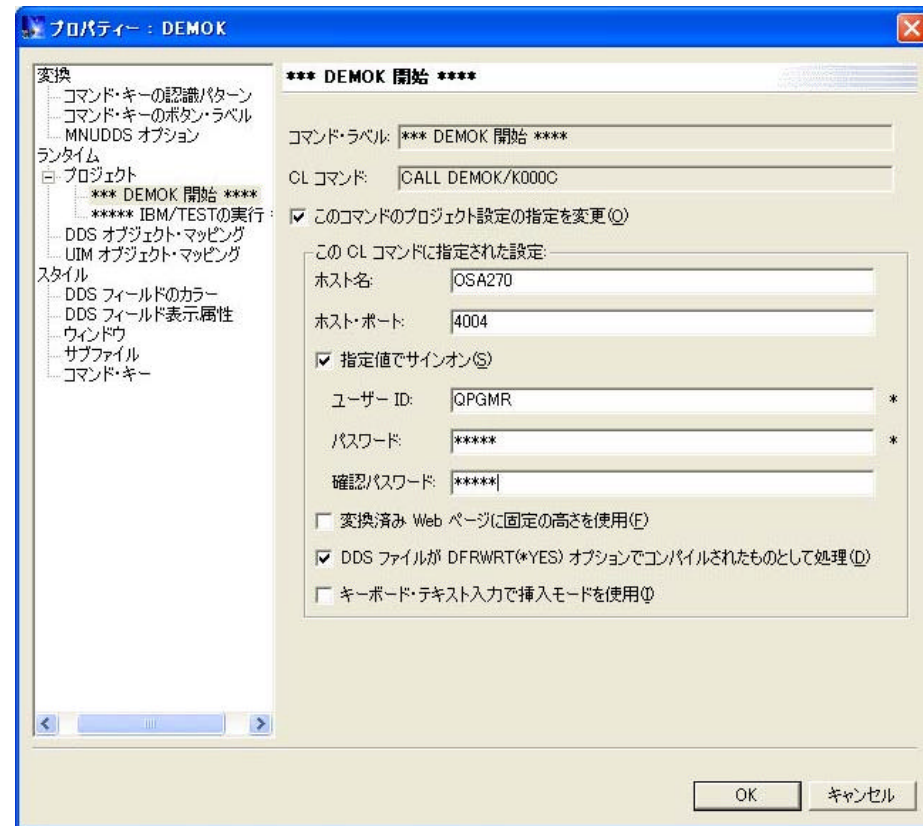 プロパティー : DEMOK
変換
コマンド・キーの認識パターン
コマンド・キーのボタン・ラベル
MNUDDS オプション
ランタイム
プロジェクト
*** DEMOK 開始 ****
***** IBM/TESTの実行
DDS オブジェクト・マッピング
UIM オブジェクト・マッピング
スタイル
DDS フィールドのカラー
DDS フィールド表示属性
ウィンドウ
サブファイル
コマンド・キー
*** DEMOK 開始 ****
コマンド・ラベル: *** DEMOK 開始 ****
CL コマンド: CALL DEMOK/K000C
このコマンドのプロジェクト設定の指定を変更(O)
この CL コマンドに指定された設定:
ホスト名: OSA270
ホスト・ポート: 4004
指定値でサインオン(S)
ユーザー ID: QPGMR *
パスワード: ***** *
確認パスワード: *****
変換済み Web ページに固定の高さを使用(F)
DDS ファイルが DFRWRT(*YES) オプションでコンパイルされたものとして処理(D)
キーボード・テキスト入力で挿入モードを使用(I)
OK キャンセル